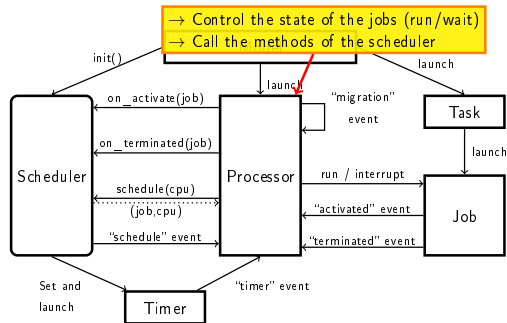 → Control the state of the jobs (run/wait)
→ Call the methods of the scheduler
init()
launch
launch
on_activate(job)
"migration"
event
Task
on_terminated(job)
launch
Scheduler
Processor
run / interrupt
schedule(cpu)
(job,cpu)
"activated" event
Job
"schedule" event
"terminated" event
Set and
launch
"timer" event
Timer